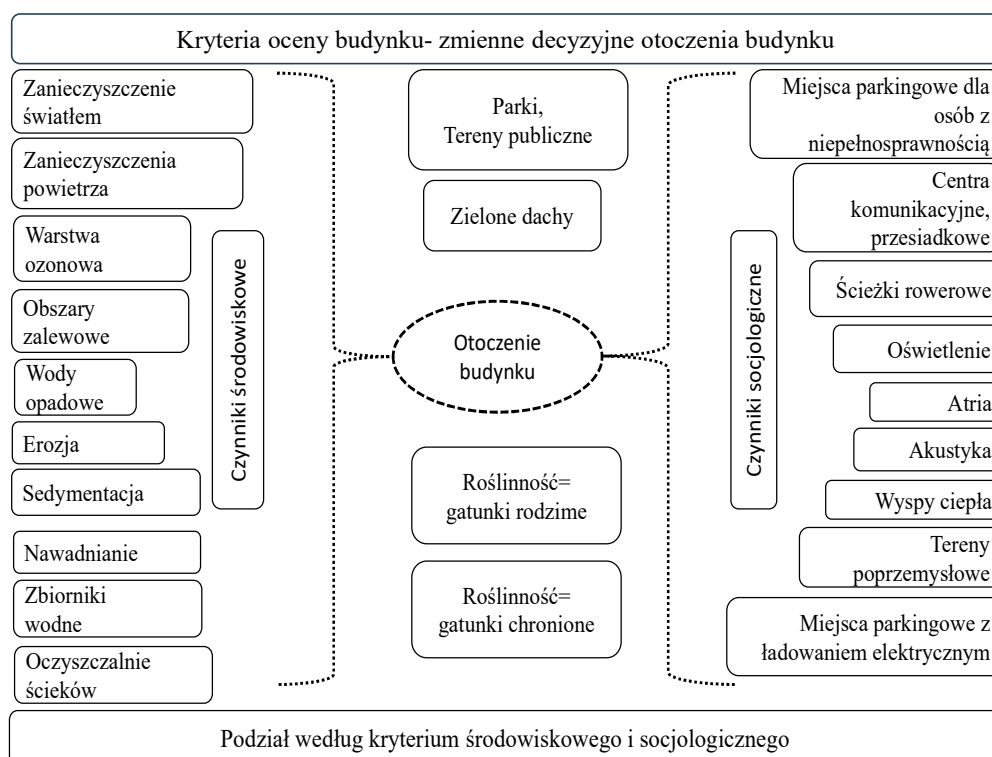 Kryteria oceny budynku- zmienne decyzyjne otoczenia budynku
Zanieczyszczenie
światłem
Zanieczyszczenia
powietrza
Warstwa
ozonowa
Obszary
zalewowe
Wody
opadowe
Erozja
Sedymentacja
Nawadnianie
Zbiorniki
wodne
Oczyszczalnie
ścieków
Czynniki środowiskowe
Parki,
Tereny publiczne
Zielone dachy
Otoczenie
budynku
Roślinność=
gatunki rodzime
Roślinność=
gatunki chronione
Czynniki socjologiczne
Miejsca parkingowe dla
osób z
niepełnosprawnością
Centra
komunikacyjne,
przesiadkowe
Ścieżki rowerowe
Oświetlenie
Atria
Akustyka
Wyspy ciepła
Tereny
poprzemysłowe
Miejsca parkingowe z
ładowaniem elektrycznym
Podział według kryterium środowiskowego i socjologicznego